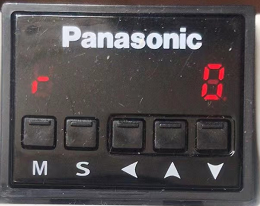 Panasonic
r 8.
M S ◄ ▲ ▼